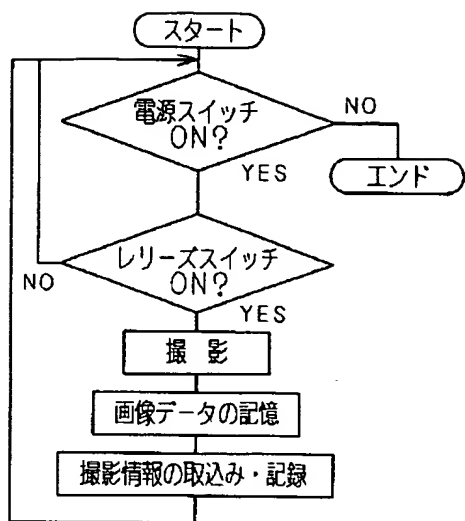 スタート
電源スイッチ
ON?
NO
YES
エンド
レリーズスイッチ
ON?
NO
YES
撮 影
画像データの記憶
撮影情報の取込み・記録